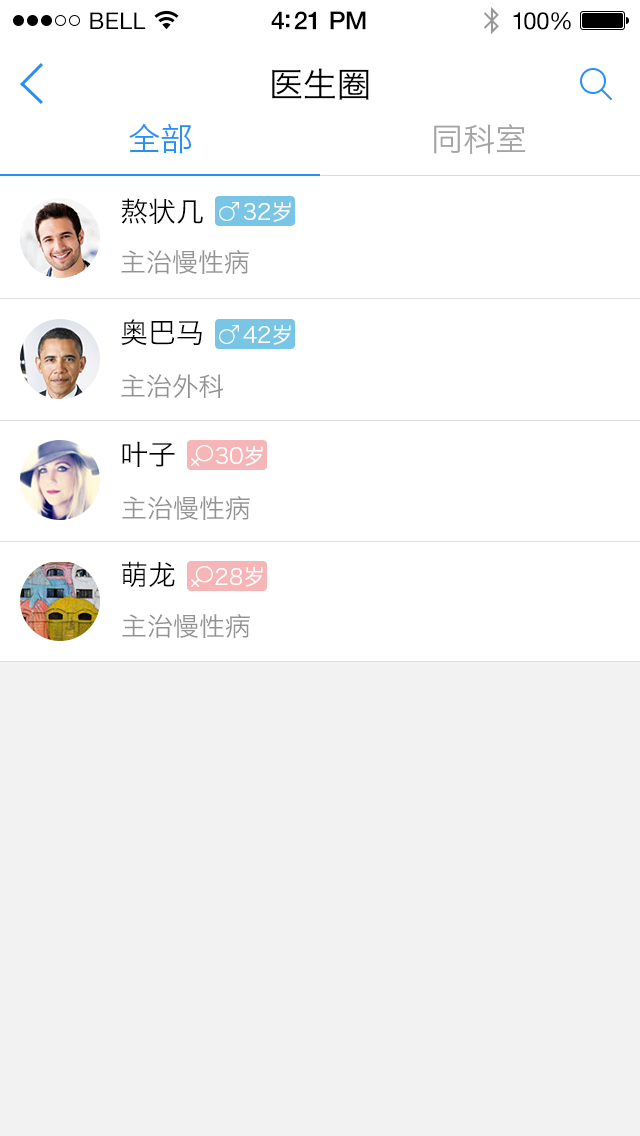 BELL 4:21 PM 100%
医生圈
全部 同科室
熬状几 ♂32岁
主治慢性病
奥巴马 ♂42岁
主治外科
叶子 ♀30岁
主治慢性病
萌龙 ♀28岁
主治慢性病